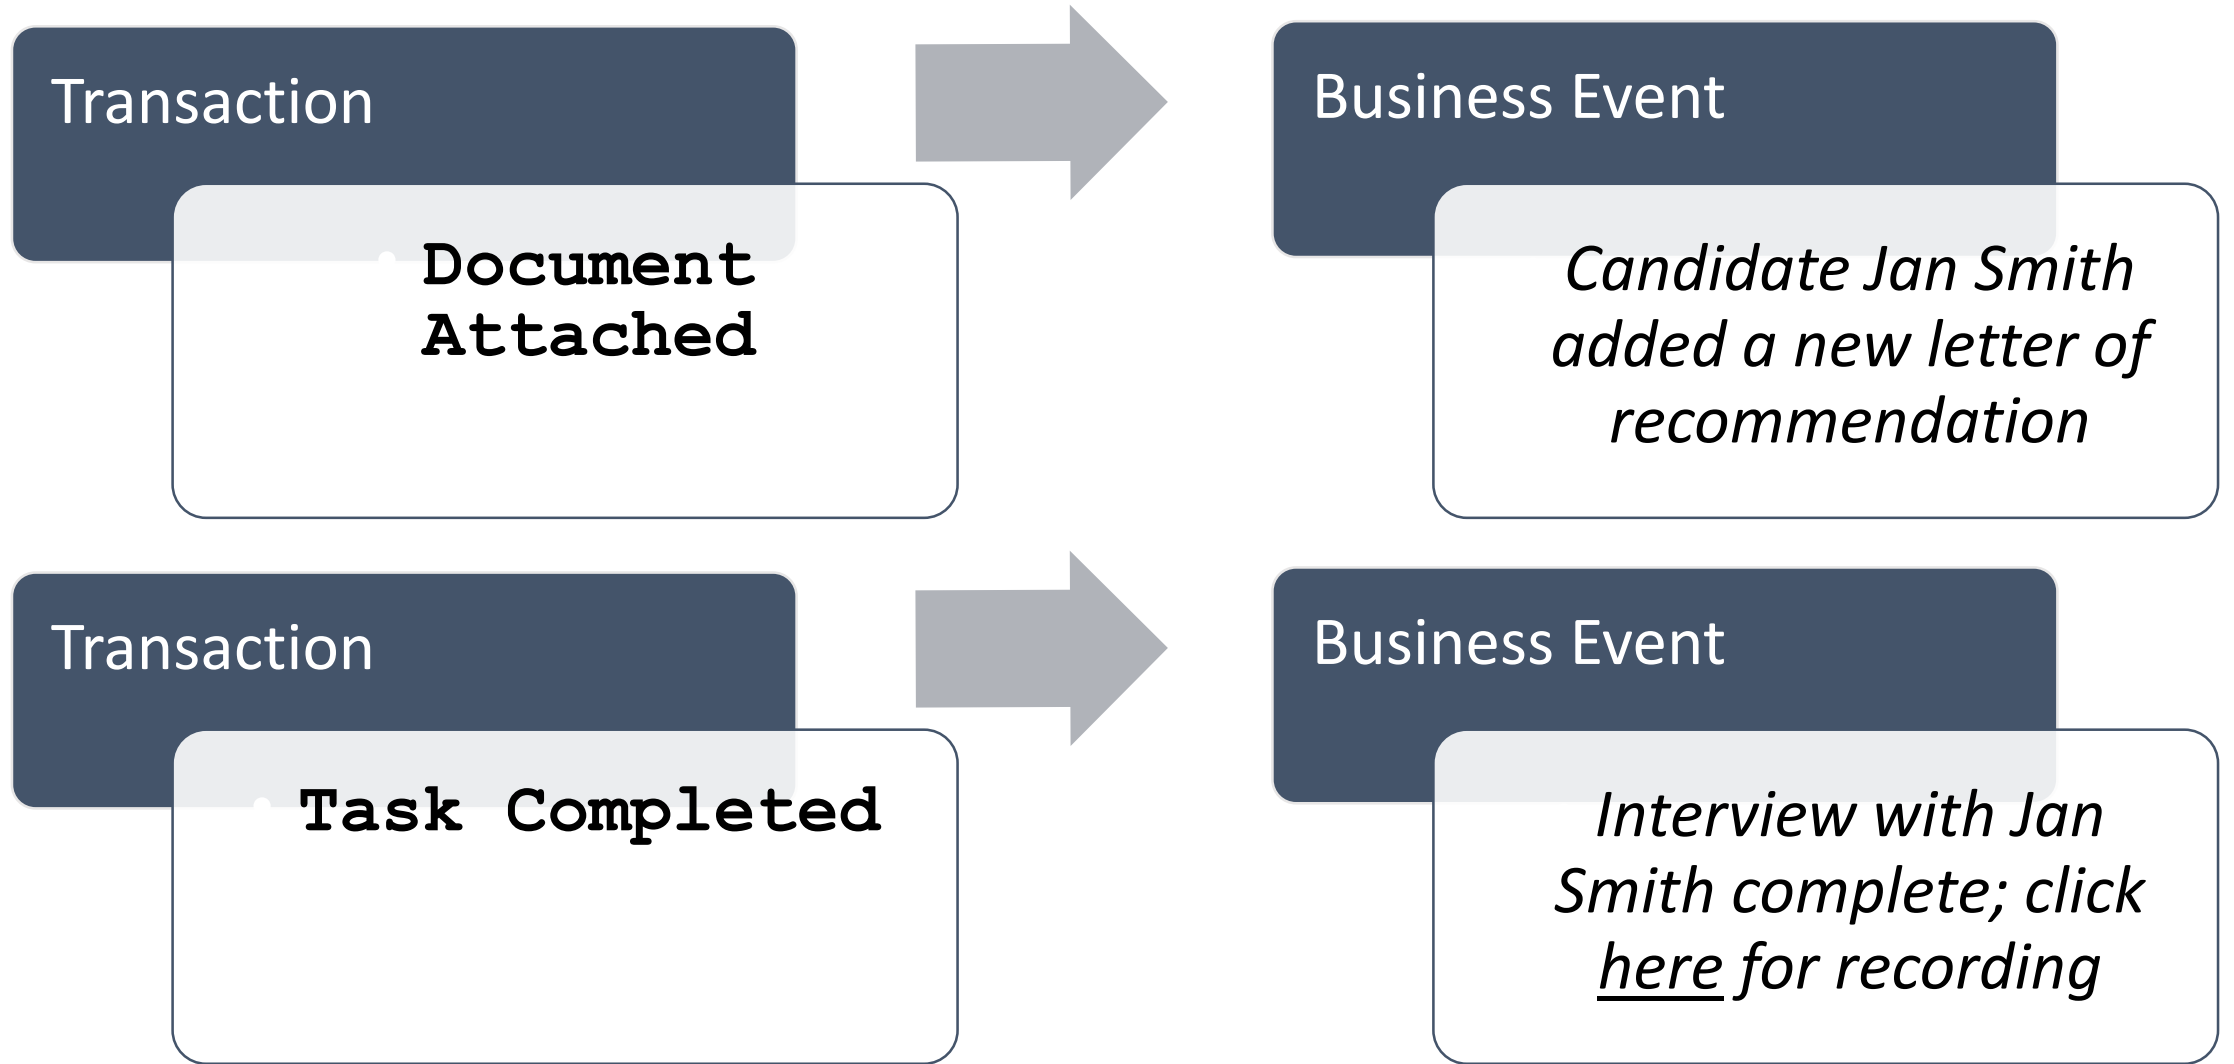 Transaction
Document
Attached
Business Event
Candidate Jan Smith
added a new letter of
recommendation
Transaction
Task Completed
Business Event
Interview with Jan
Smith complete; click
here for recording